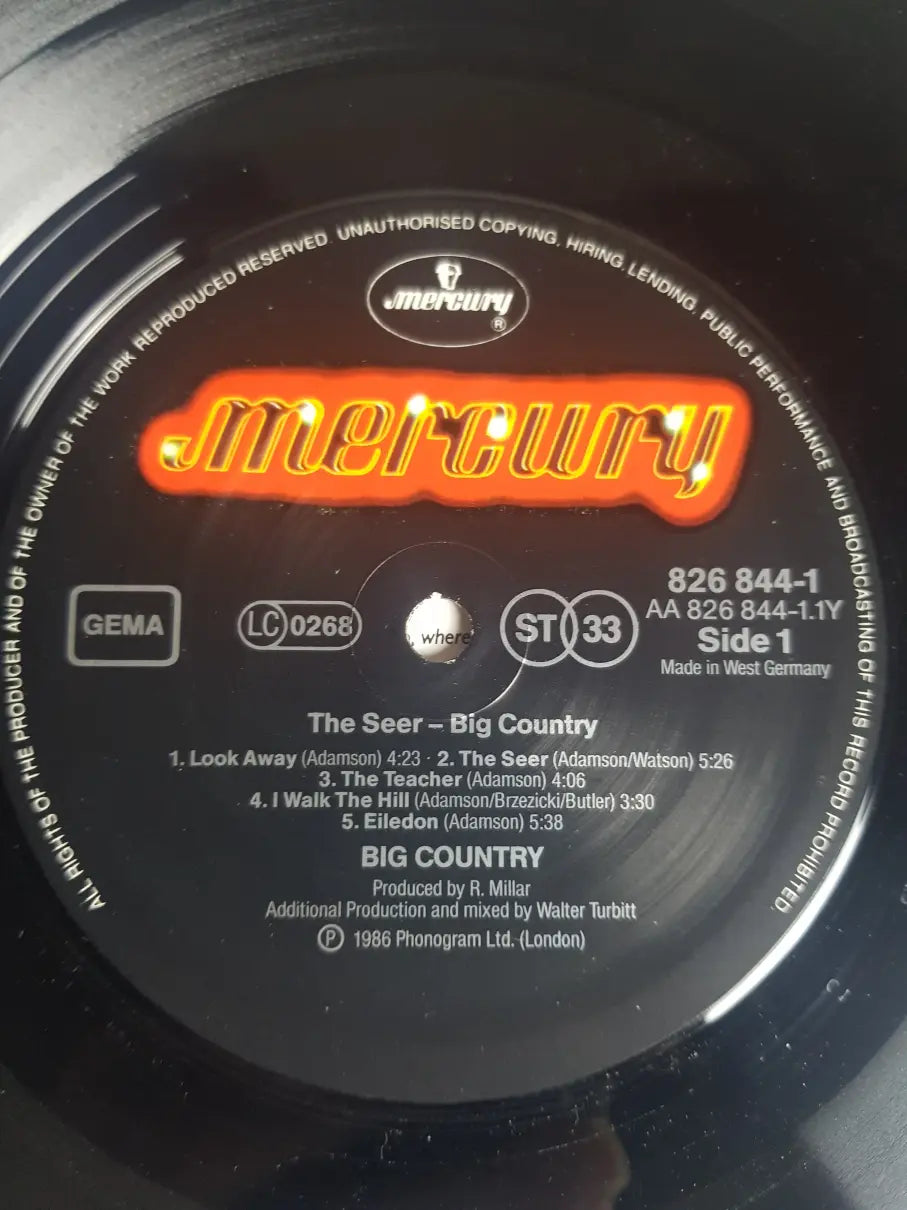 ALL RIGHTS OF THE PRODUCER AND OF THE OWNER OF THE WORK REPRODUCED RESERVED. UNAUTHORISED COPYING, HIRING, LENDING, PUBLIC PERFORMANCE AND BROADCASTING OF THIS RECORD PROHIBITED.
mercury
®
mercury
GEMA
LC 0268
where
ST 33
826 844-1
AA 826 844-1.1Y
Side 1
Made in West Germany
The Seer – Big Country
1. Look Away (Adamson) 4:23 · 2. The Seer (Adamson/Watson) 5:26
3. The Teacher (Adamson) 4:06
4. I Walk The Hill (Adamson/Brzezicki/Butler) 3:30
5. Eiledon (Adamson) 5:38
BIG COUNTRY
Produced by R. Millar
Additional Production and mixed by Walter Turbitt
Ⓟ 1986 Phonogram Ltd. (London)